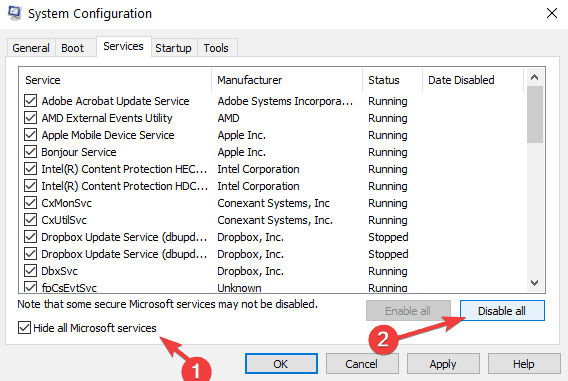 System Configuration
General Boot Services Startup Tools
Service Manufacturer Status Date Disabled
Adobe Acrobat Update Service Adobe Systems Incorpora... Running
AMD External Events Utility AMD Running
Apple Mobile Device Service Apple Inc. Running
Bonjour Service Apple Inc. Running
Intel(R) Content Protection HEC... Intel Corporation Running
Intel(R) Content Protection HDC... Intel Corporation Running
CxMonSvc Conexant Systems, Inc Running
CxUtilSvc Conexant Systems, Inc. Running
Dropbox Update Service (dbupd... Dropbox, Inc. Stopped
Dropbox Update Service (dbupd... Dropbox, Inc. Stopped
DbxSvc Dropbox, Inc. Running
fpCsEvtSvc Unknown Running
Note that some secure Microsoft services may not be disabled.
Enable all Disable all
Hide all Microsoft services
2
1
OK Cancel Apply Help